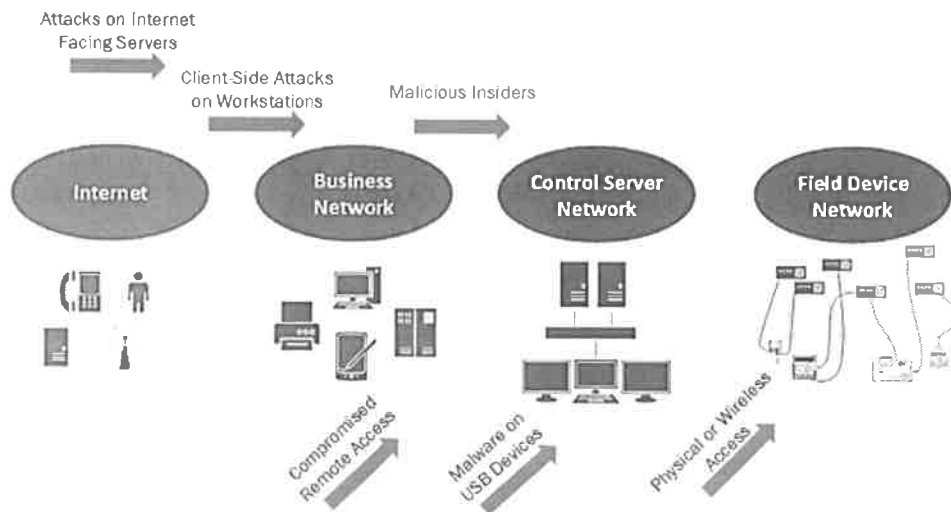 Attacks on Internet
Facing Servers
Client-Side Attacks
on Workstations
Malicious Insiders
Internet
Business
Network
Control Server
Network
Field Device
Network
Compromised
Remote Access
Malware on
USB Devices
Physical or Wireless
Access